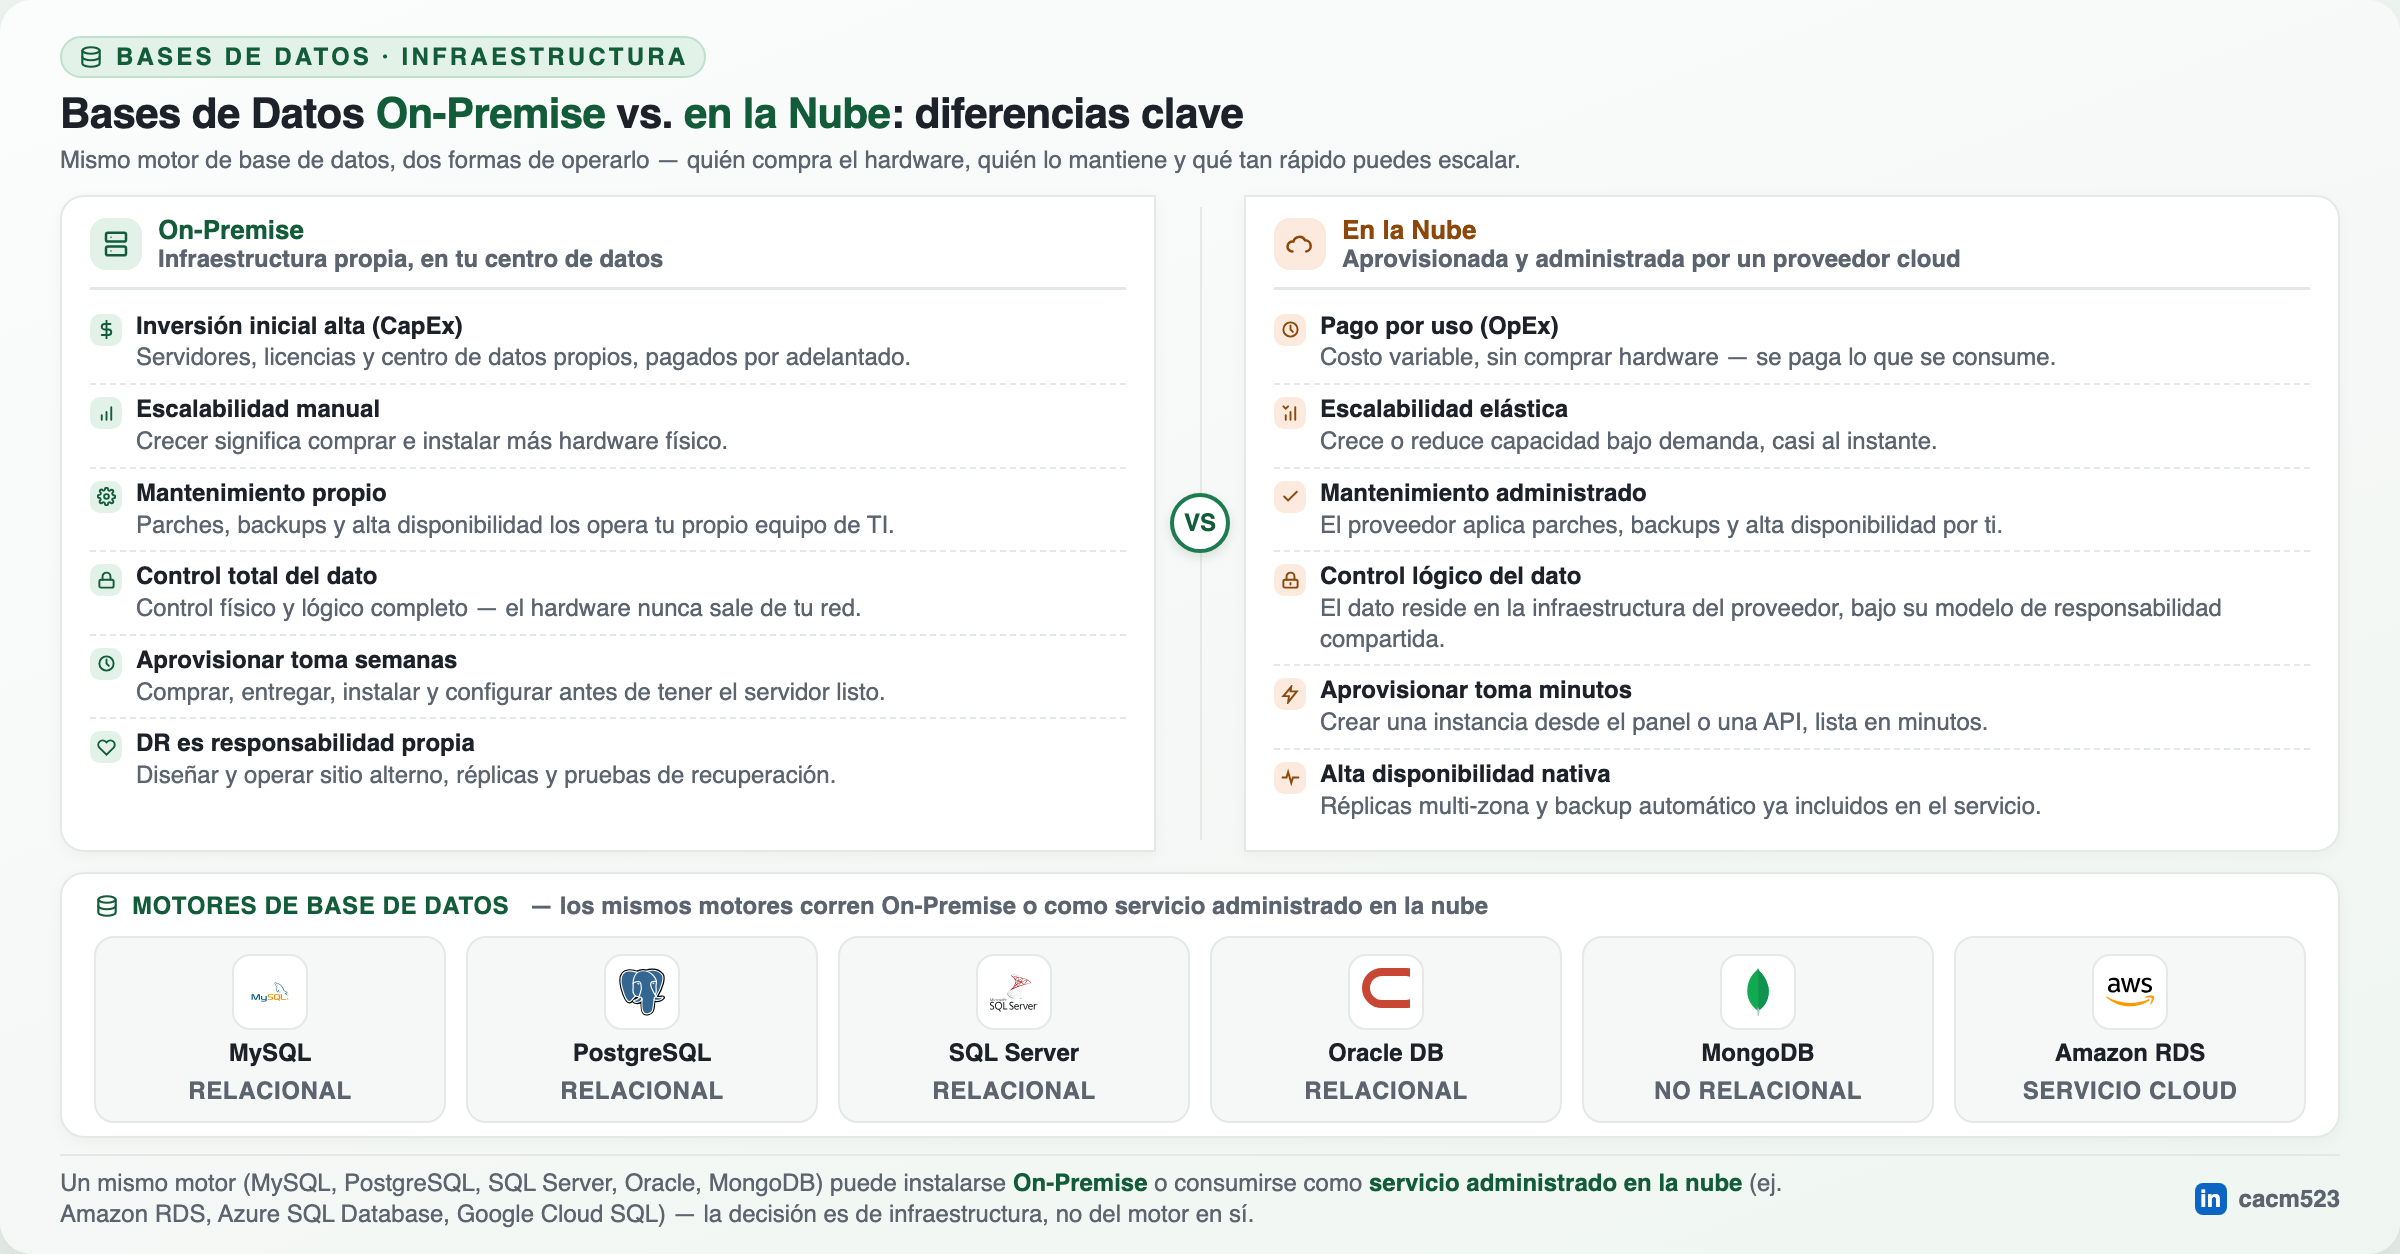 BASES DE DATOS · INFRAESTRUCTURA
Bases de Datos On-Premise vs. en la Nube: diferencias clave
Mismo motor de base de datos, dos formas de operarlo — quién compra el hardware, quién lo mantiene y qué tan rápido puedes escalar.
On-Premise
Infraestructura propia, en tu centro de datos
Inversión inicial alta (CapEx)
Servidores, licencias y centro de datos propios, pagados por adelantado.
Escalabilidad manual
Crecer significa comprar e instalar más hardware físico.
Mantenimiento propio
Parches, backups y alta disponibilidad los opera tu propio equipo de TI.
Control total del dato
Control físico y lógico completo — el hardware nunca sale de tu red.
Aprovisionar toma semanas
Comprar, entregar, instalar y configurar antes de tener el servidor listo.
DR es responsabilidad propia
Diseñar y operar sitio alterno, réplicas y pruebas de recuperación.
VS
En la Nube
Aprovisionada y administrada por un proveedor cloud
Pago por uso (OpEx)
Costo variable, sin comprar hardware — se paga lo que se consume.
Escalabilidad elástica
Crece o reduce capacidad bajo demanda, casi al instante.
Mantenimiento administrado
El proveedor aplica parches, backups y alta disponibilidad por ti.
Control lógico del dato
El dato reside en la infraestructura del proveedor, bajo su modelo de responsabilidad
compartida.
Aprovisionar toma minutos
Crear una instancia desde el panel o una API, lista en minutos.
Alta disponibilidad nativa
Réplicas multi-zona y backup automático ya incluidos en el servicio.
MOTORES DE BASE DE DATOS — los mismos motores corren On-Premise o como servicio administrado en la nube
MySQL
MySQL
RELACIONAL
PostgreSQL
RELACIONAL
Microsoft
SQL Server
SQL Server
RELACIONAL
Oracle DB
RELACIONAL
MongoDB
NO RELACIONAL
aws
Amazon RDS
SERVICIO CLOUD
Un mismo motor (MySQL, PostgreSQL, SQL Server, Oracle, MongoDB) puede instalarse On-Premise o consumirse como servicio administrado en la nube (ej.
Amazon RDS, Azure SQL Database, Google Cloud SQL) — la decisión es de infraestructura, no del motor en sí.
in cacm523